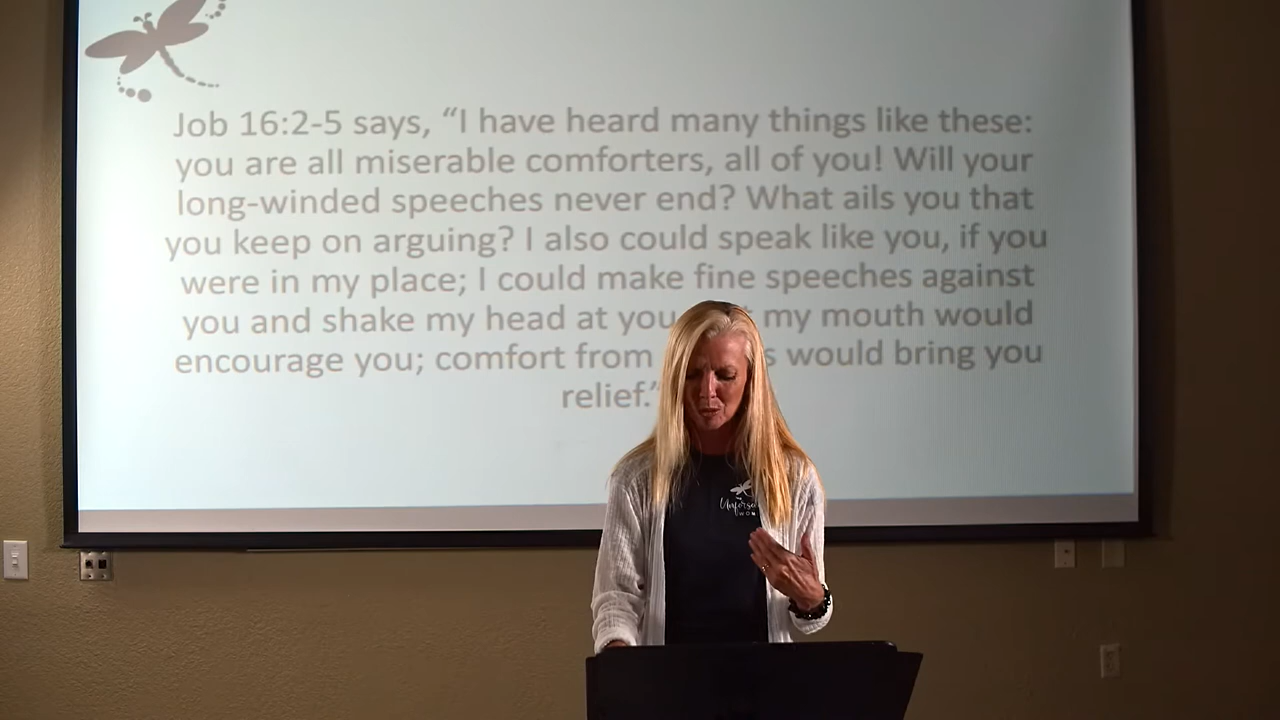 Job 16:2-5 says, “I have heard many things like these:
you are all miserable comforters, all of you! Will your
long-winded speeches never end? What ails you that
you keep on arguing? I also could speak like you, if you
were in my place; I could make fine speeches against
you and shake my head at you my mouth would
encourage you; comfort from would bring you
relief.”